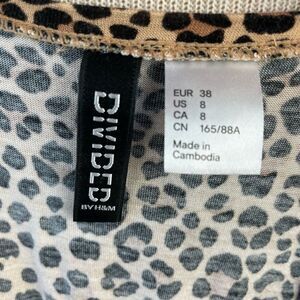 DIVIDED
BY H&M
EUR 38
US 8
CA 8
CN 165/88A
Made in
Cambodia